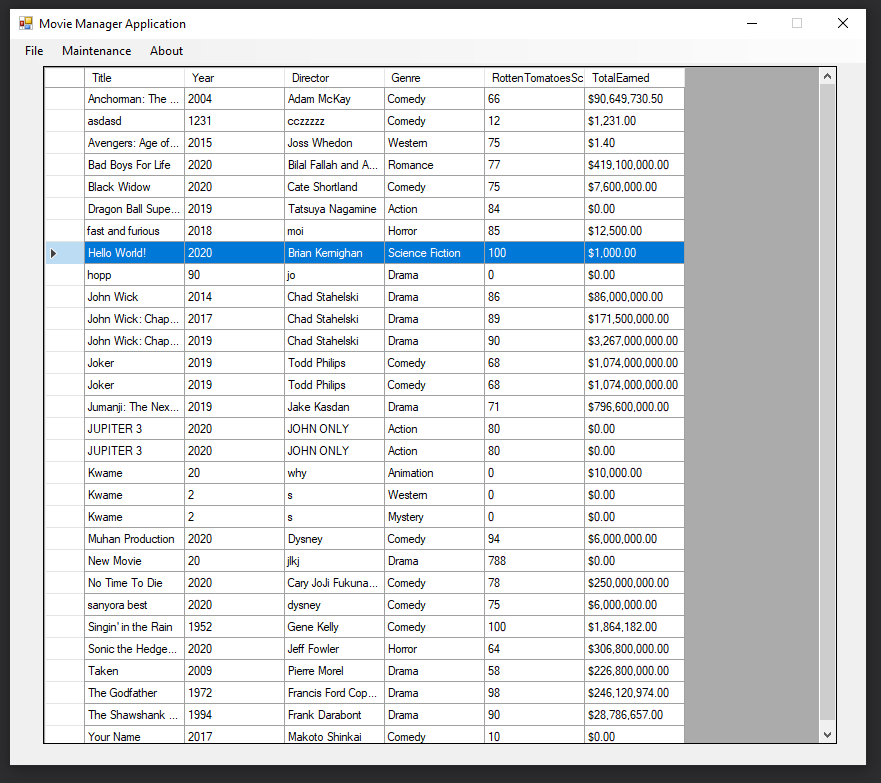 Movie Manager Application
File Maintenance About
Title Year Director Genre RottenTomatoesSc TotalEarned
Anchorman: The ... 2004 Adam McKay Comedy 66 $90,649,730.50
asdasd 1231 cczzzzz Comedy 12 $1,231.00
Avengers: Age of... 2015 Joss Whedon Western 75 $1.40
Bad Boys For Life 2020 Bilal Fallah and A... Romance 77 $419,100,000.00
Black Widow 2020 Cate Shortland Comedy 75 $7,600,000.00
Dragon Ball Supe... 2019 Tatsuya Nagamine Action 84 $0.00
fast and furious 2018 moi Horror 85 $12,500.00
Hello World! 2020 Brian Kernighan Science Fiction 100 $1,000.00
hopp 90 jo Drama 0 $0.00
John Wick 2014 Chad Stahelski Drama 86 $86,000,000.00
John Wick: Chap... 2017 Chad Stahelski Drama 89 $171,500,000.00
John Wick: Chap... 2019 Chad Stahelski Drama 90 $3,267,000,000.00
Joker 2019 Todd Philips Comedy 68 $1,074,000,000.00
Joker 2019 Todd Philips Comedy 68 $1,074,000,000.00
Jumanji: The Nex... 2019 Jake Kasdan Drama 71 $796,600,000.00
JUPITER 3 2020 JOHN ONLY Action 80 $0.00
JUPITER 3 2020 JOHN ONLY Action 80 $0.00
Kwame 20 why Animation 0 $10,000.00
Kwame 2 s Western 0 $0.00
Kwame 2 s Mystery 0 $0.00
Muhan Production 2020 Dysney Comedy 94 $6,000,000.00
New Movie 20 jlkj Drama 788 $0.00
No Time To Die 2020 Cary JoJi Fukuna... Comedy 78 $250,000,000.00
sanyora best 2020 dysney Comedy 75 $6,000,000.00
Singin' in the Rain 1952 Gene Kelly Comedy 100 $1,864,182.00
Sonic the Hedge... 2020 Jeff Fowler Horror 64 $306,800,000.00
Taken 2009 Pierre Morel Drama 58 $226,800,000.00
The Godfather 1972 Francis Ford Cop... Drama 98 $246,120,974.00
The Shawshank ... 1994 Frank Darabont Drama 90 $28,786,657.00
Your Name 2017 Makoto Shinkai Comedy 10 $0.00